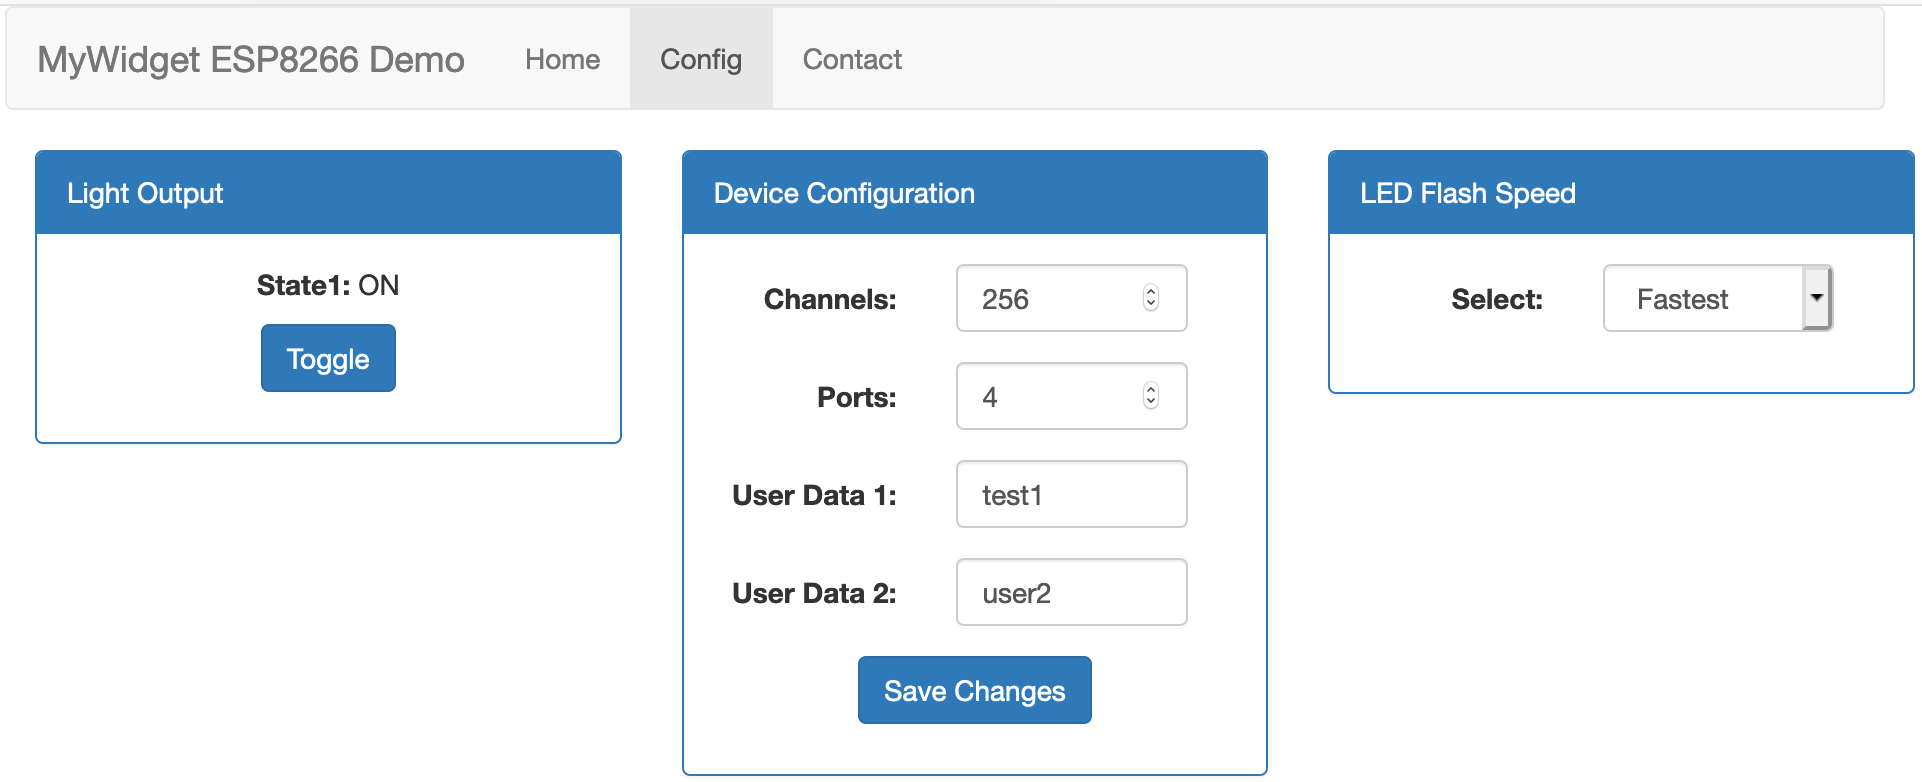 MyWidget ESP8266 Demo Home Config Contact
Light Output
State1: ON
Toggle
Device Configuration
Channels: 256
Ports: 4
User Data 1: test1
User Data 2: user2
Save Changes
LED Flash Speed
Select: Fastest